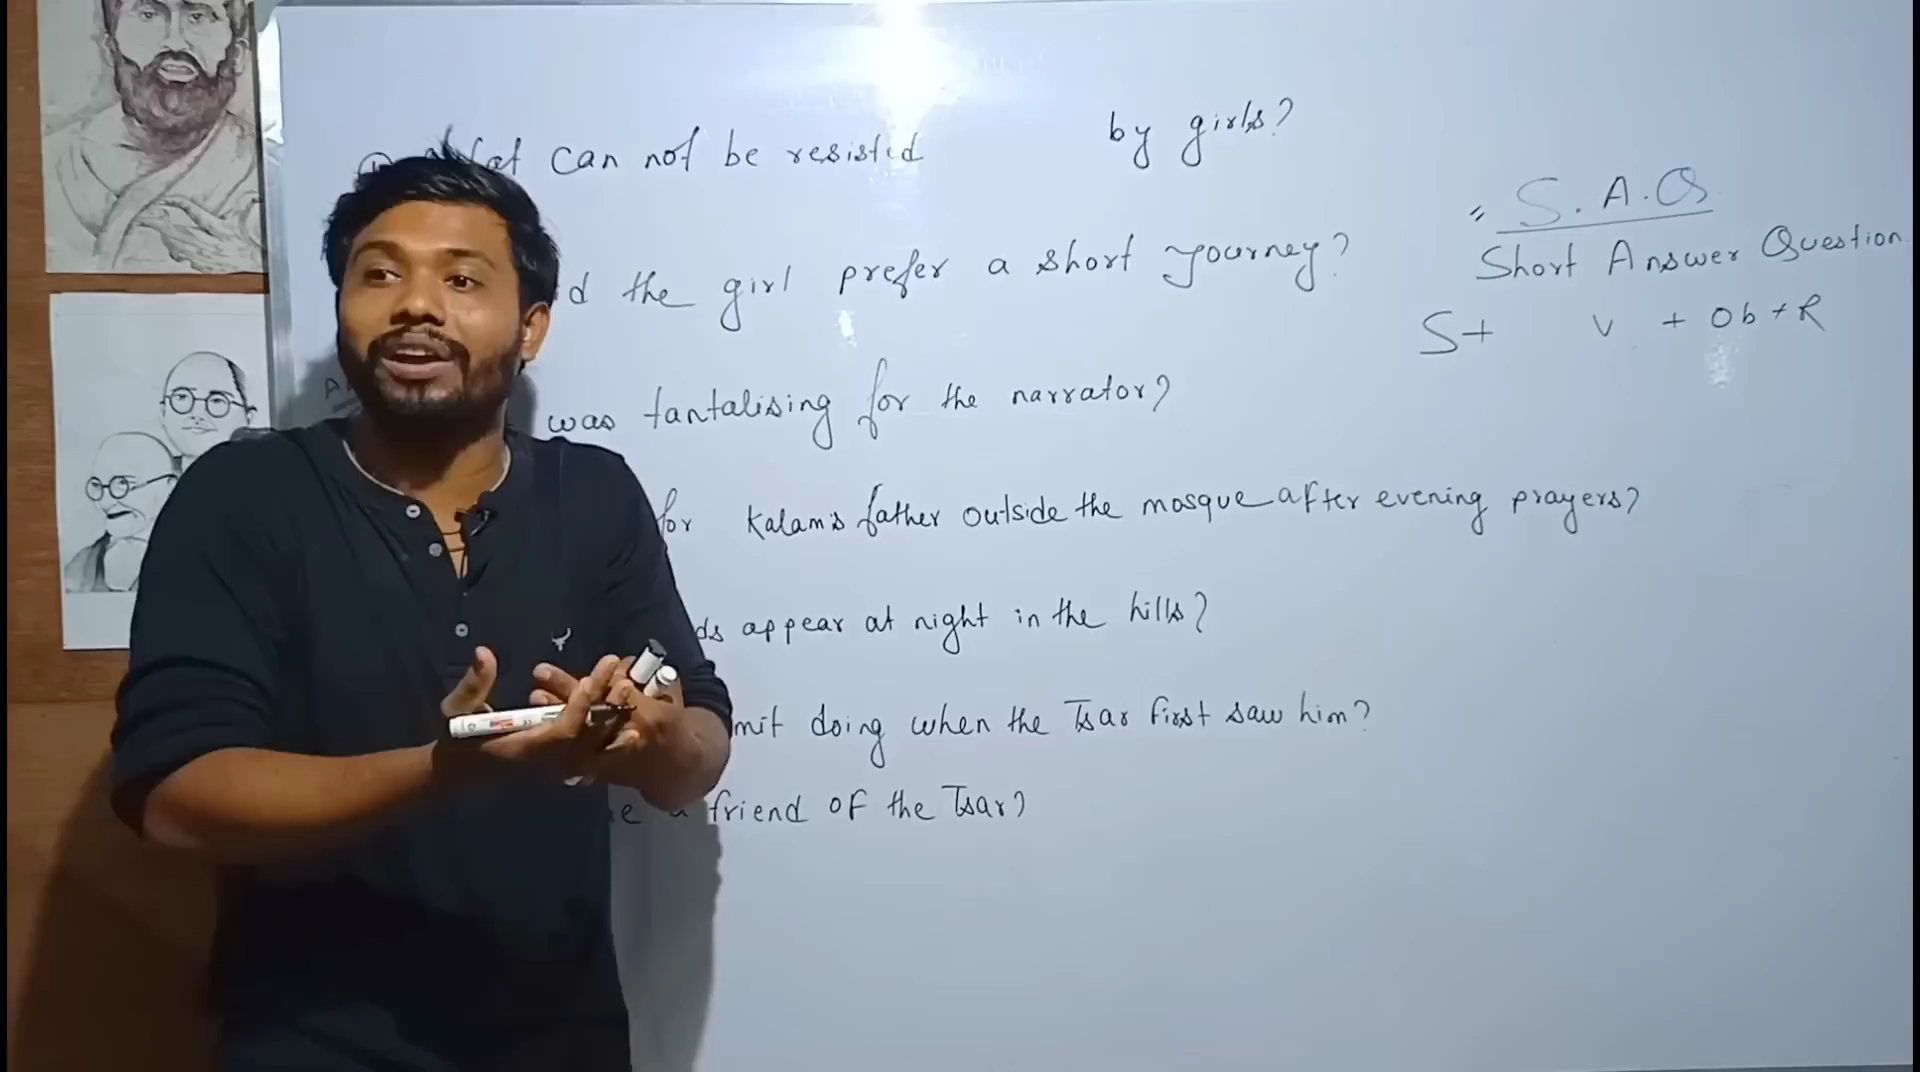 can not be resisted by girls?
S.A.Q
Short Answer Question
S + V + Ob + R
the girl prefer a short journey?
was tantalising for the narrator?
for Kalam's father outside the mosque after evening prayers?
appear at night in the hills?
doing when the Tsar first saw him?
friend of the Tsar?